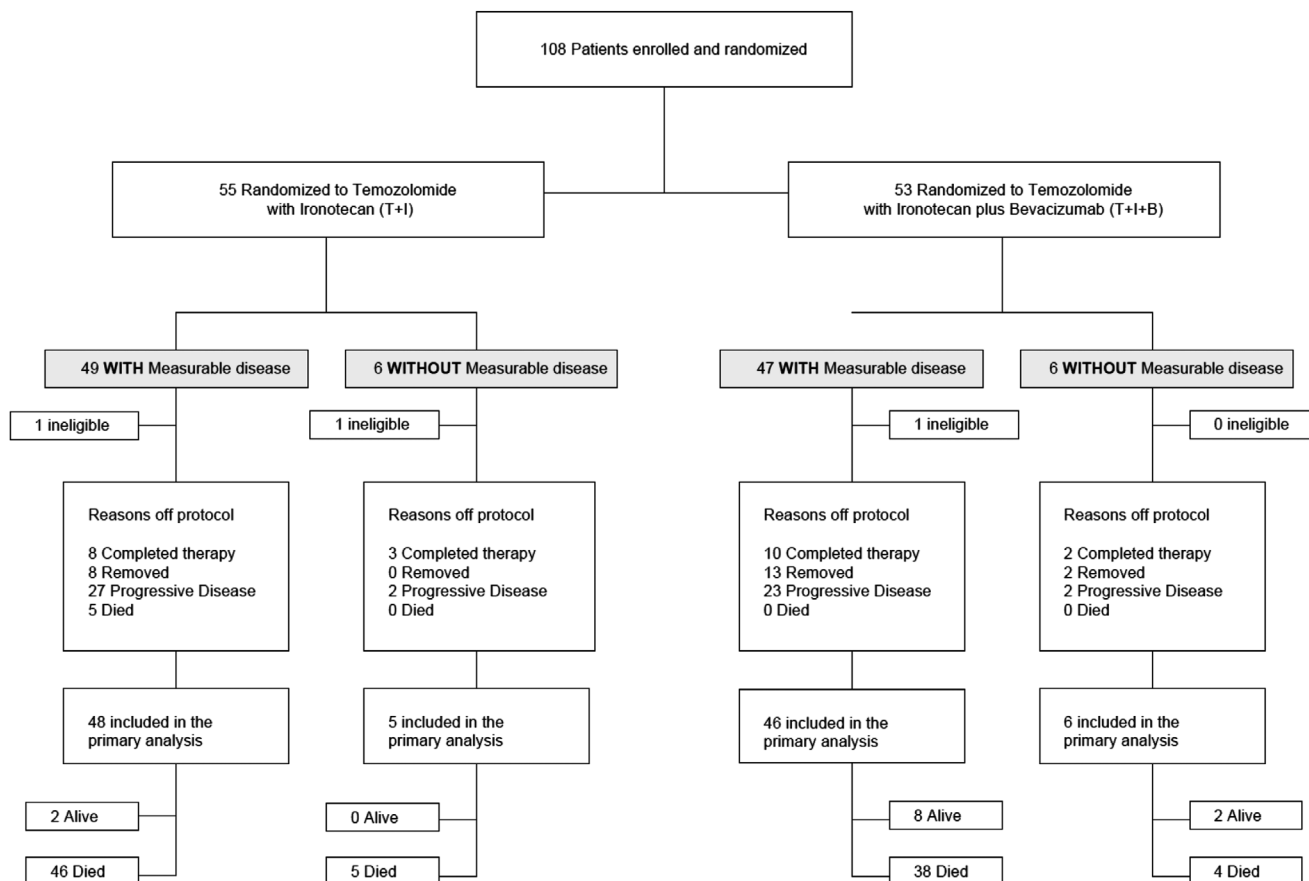 108 Patients enrolled and randomized
55 Randomized to Temozolomide
with Ironotecan (T+I)
53 Randomized to Temozolomide
with Ironotecan plus Bevacizumab (T+I+B)
49 WITH Measurable disease
6 WITHOUT Measurable disease
47 WITH Measurable disease
6 WITHOUT Measurable disease
1 ineligible
1 ineligible
1 ineligible
0 ineligible
Reasons off protocol
8 Completed therapy
8 Removed
27 Progressive Disease
5 Died
Reasons off protocol
3 Completed therapy
0 Removed
2 Progressive Disease
0 Died
Reasons off protocol
10 Completed therapy
13 Removed
23 Progressive Disease
0 Died
Reasons off protocol
2 Completed therapy
2 Removed
2 Progressive Disease
0 Died
48 included in the
primary analysis
5 included in the
primary analysis
46 included in the
primary analysis
6 included in the
primary analysis
2 Alive
0 Alive
8 Alive
2 Alive
46 Died
5 Died
38 Died
4 Died